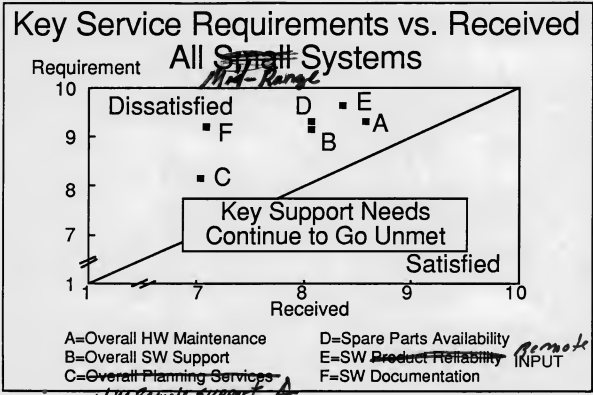 Key Service Requirements vs. Received
All Small Systems
Mid-Range
Requirement
10
Dissatisfied
D
E
9
F
A
B
8
C
7
Key Support Needs
Continue to Go Unmet
Satisfied
1
1
7
8
9
10
Received
A=Overall HW Maintenance
D=Spare Parts Availability
B=Overall SW Support
E=SW Product Reliability Remote
INPUT
C=Overall Planning Services
F=SW Documentation
support A